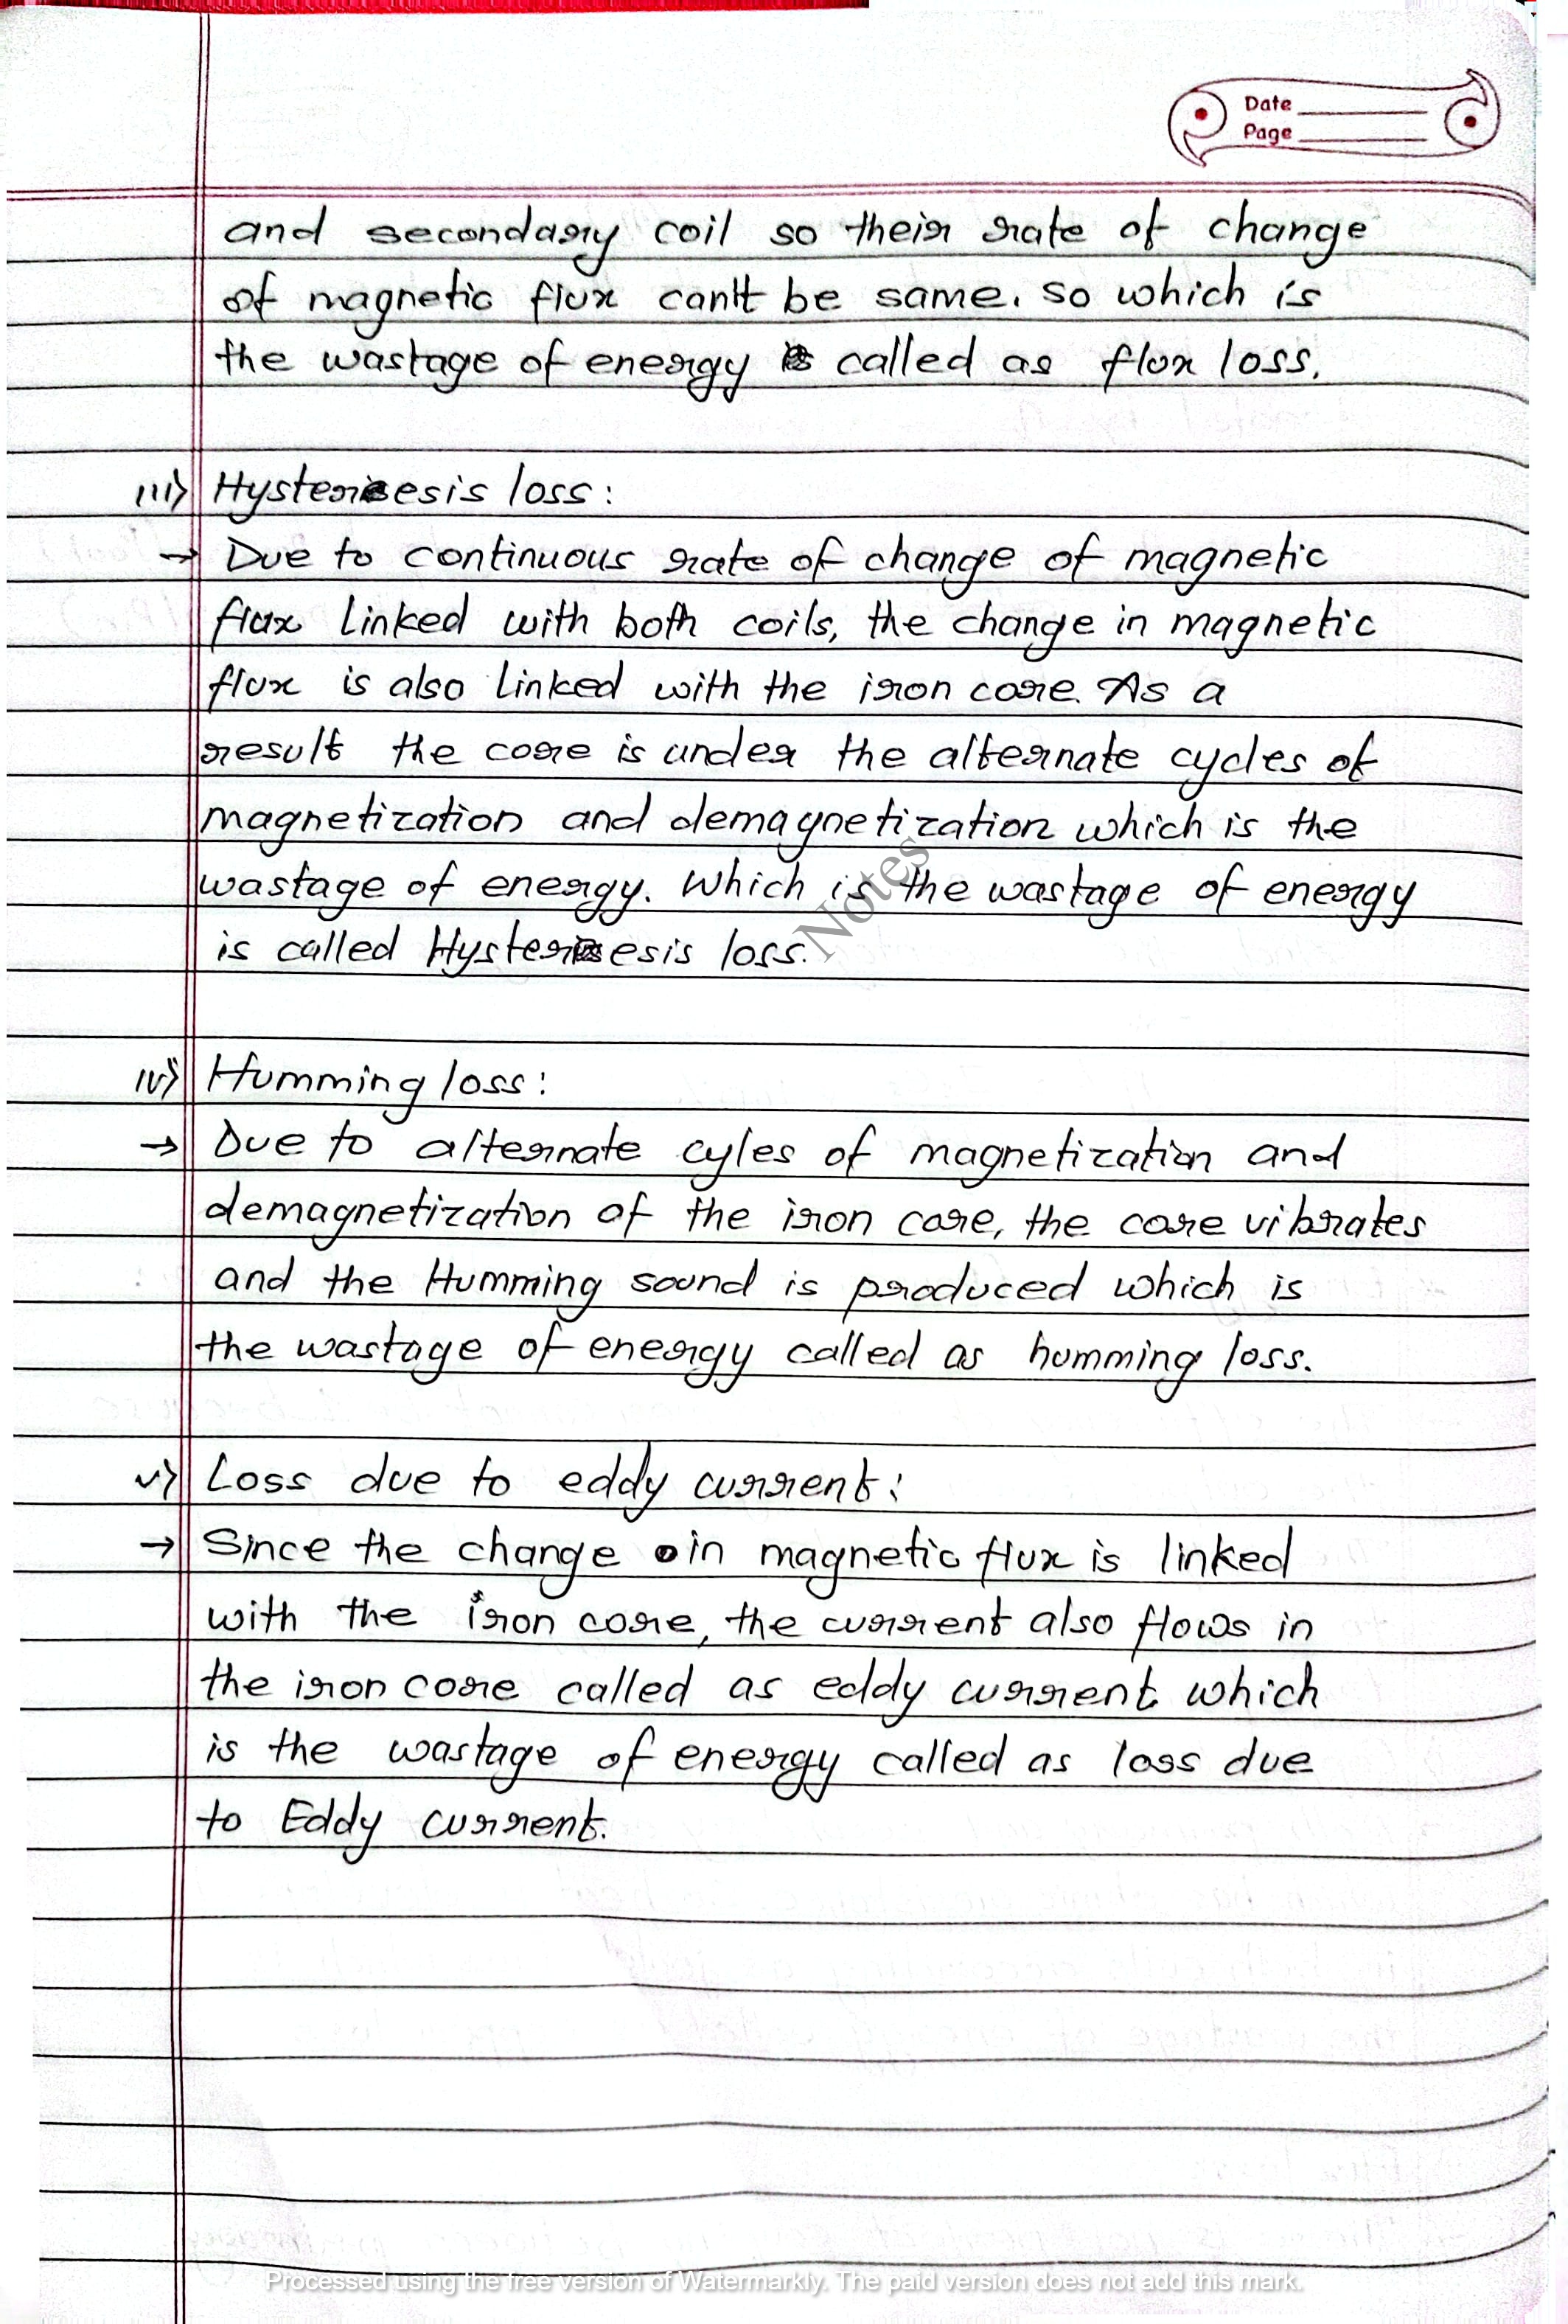 Date
Page
and secondary coil so their rate of change
of magnetic flux can't be same. so which is
the wastage of energy is called as flux loss.
iii) Hysteresis loss:
→ Due to continuous rate of change of magnetic
flux linked with both coils, the change in magnetic
flux is also linked with the iron core. As a
result the core is under the alternate cycles of
magnetization and demagnetization which is the
wastage of energy. Which is the wastage of energy
is called Hysteresis loss.
Notes
iv) Humming loss:
→ Due to alternate cyles of magnetization and
demagnetization of the iron core, the core vibrates
and the Humming sound is produced which is
the wastage of energy called as humming loss.
v) Loss due to eddy current:
→ Since the change in magnetic flux is linked
with the iron core, the current also flows in
the iron core called as eddy current which
is the wastage of energy called as loss due
to Eddy current.
Processed using the free version of Watermarkly. The paid version does not add this mark.